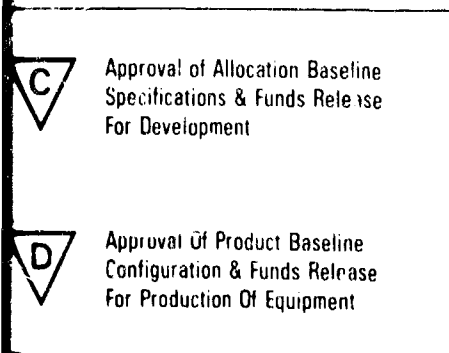 C
Approval of Allocation Baseline
Specifications & Funds Release
For Development
D
Approval Of Product Baseline
Configuration & Funds Release
For Production Of Equipment